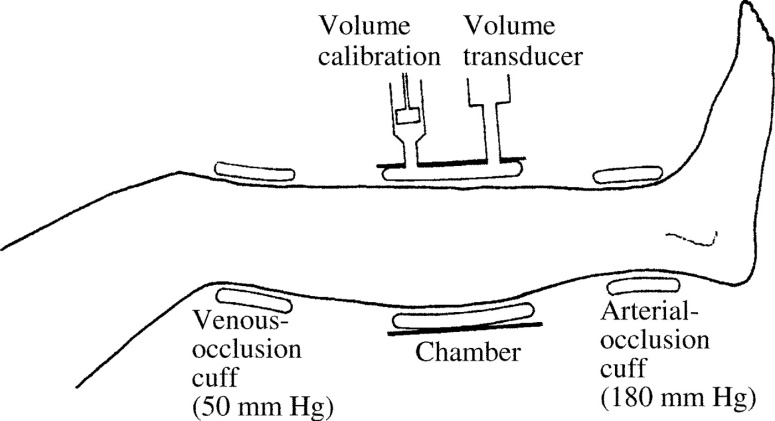 Volume
calibration
Volume
transducer
Venous-
occlusion
cuff
(50 mm Hg)
Chamber
Arterial-
occlusion
cuff
(180 mm Hg)